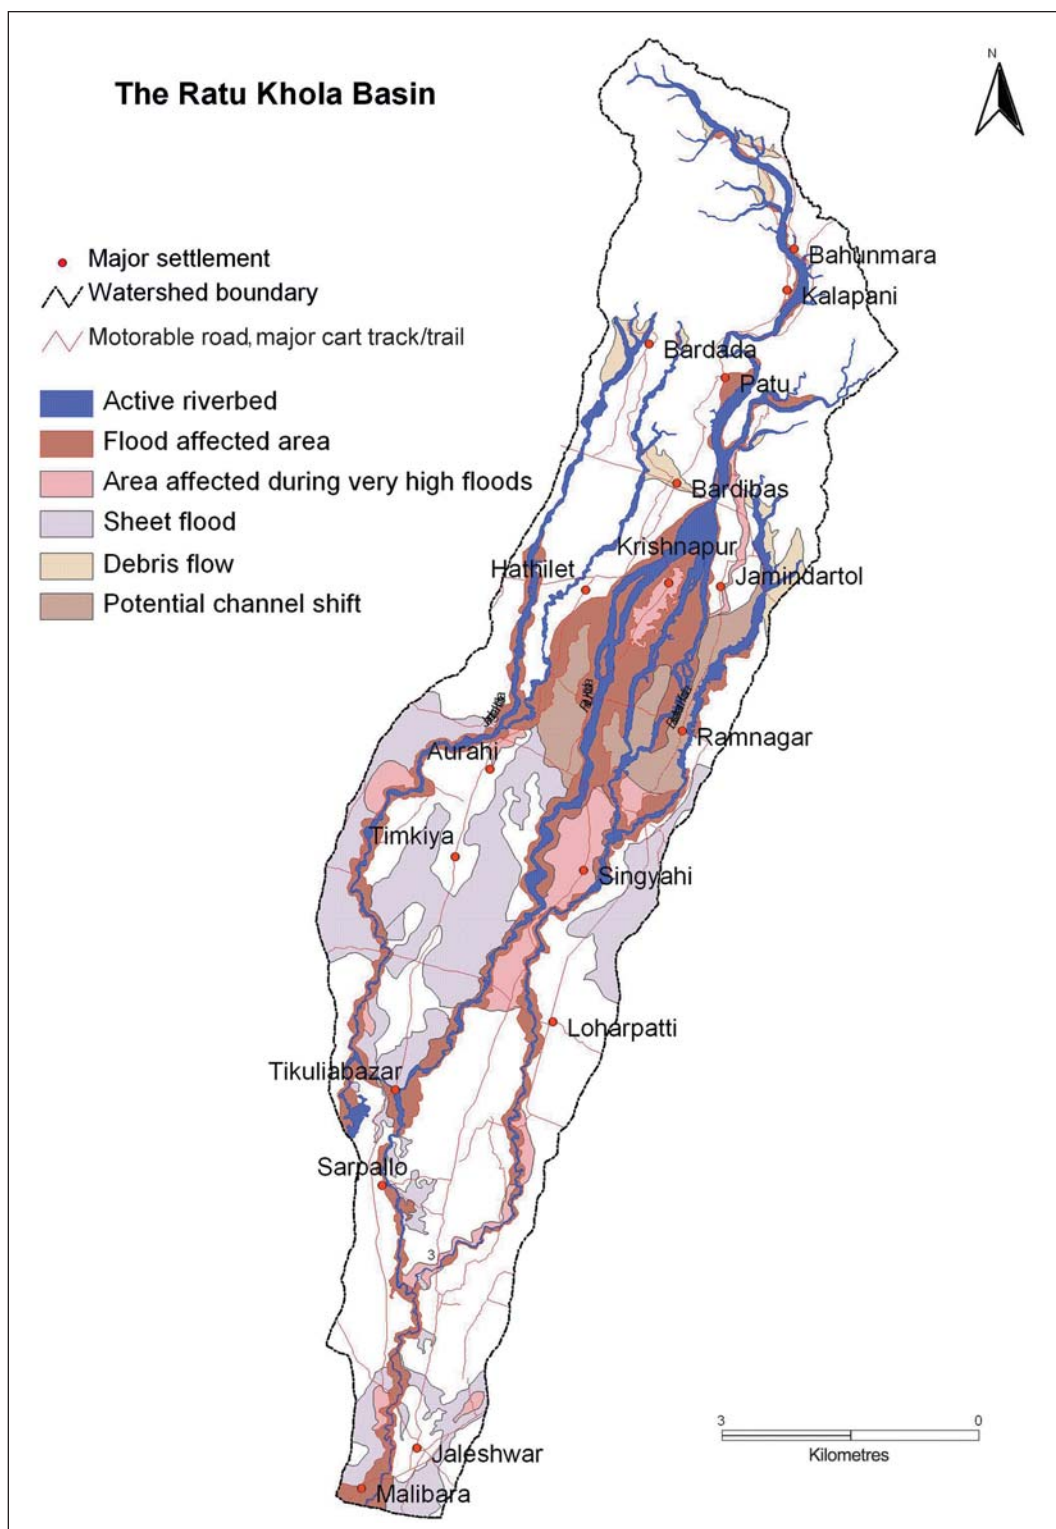 N
The Ratu Khola Basin
Major settlement
Watershed boundary
Motorable road, major cart track/trail
Active riverbed
Flood affected area
Area affected during very high floods
Sheet flood
Debris flow
Potential channel shift
Bahunmara
Kalapani
Bardada
Patu
Bardibas
Krishnapur
Hathilet
Jamindartol
Ramnagar
Aurahi
Timkiya
Singyahi
Loharpatti
Tikuliabazar
Sarpallo
3
Jaleshwar
Malibara
3 0
Kilometres